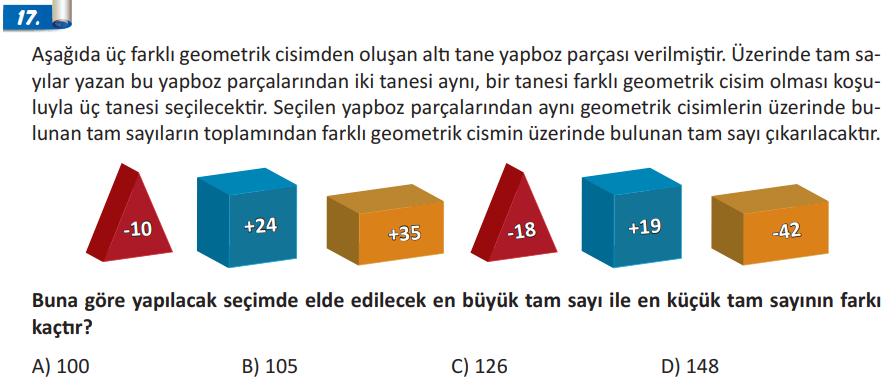 17.
Aşağıda üç farklı geometrik cisimden oluşan altı tane yapboz parçası verilmiştir. Üzerinde tam sa-
yılar yazan bu yapboz parçalarından iki tanesi aynı, bir tanesi farklı geometrik cisim olması koşu-
luyla üç tanesi seçilecektir. Seçilen yapboz parçalarından aynı geometrik cisimlerin üzerinde bu-
lunan tam sayıların toplamından farklı geometrik cismin üzerinde bulunan tam sayı çıkarılacaktır.
-10 +24 +35 -18 +19 -42
Buna göre yapılacak seçimde elde edilecek en büyük tam sayı ile en küçük tam sayının farkı
kaçtır?
A) 100 B) 105 C) 126 D) 148